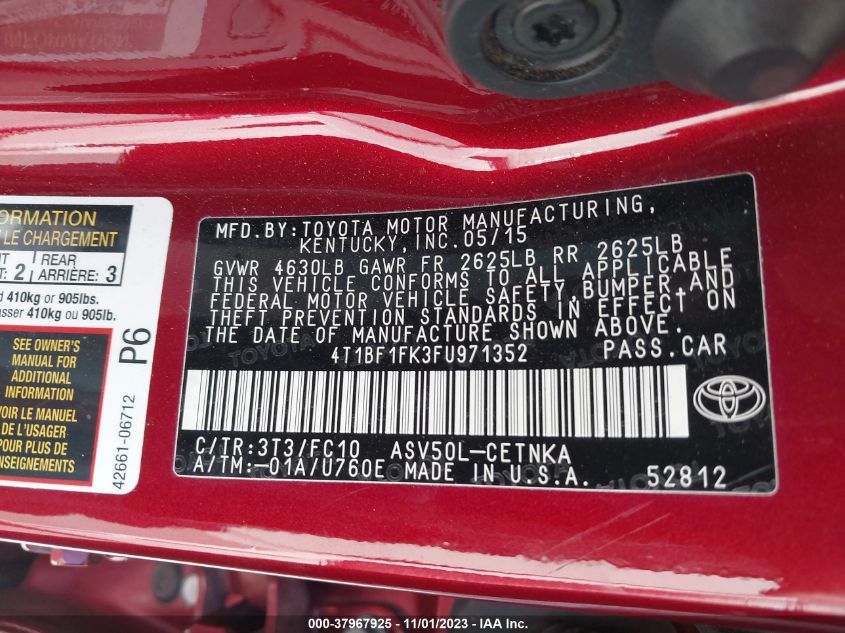 ORMATION
LE CHARGEMENT
T 2 REAR
NT ARRIÈRE: 3
d 410kg or 905lbs.
asser 410kg ou 905lb.
SEE OWNER'S
MANUAL FOR
ADDITIONAL
INFORMATION
VOIR LE MANUEL
DE L'USAGER
POUR PLUS DE
RENSEIGNEMENTS
42661-06712 P6
MFD.BY:TOYOTA MOTOR MANUFACTURING,
KENTUCKY,INC.05/15
GVWR 4630LB GAWR FR 2625LB RR 2625LB
THIS VEHICLE CONFORMS TO ALL APPLICABLE
FEDERAL MOTOR VEHICLE SAFETY,BUMPER,AND
THEFT PREVENTION STANDARDS IN EFFECT ON
THE DATE OF MANUFACTURE SHOWN ABOVE.
4T1BF1FK3FU971352 PASS.CAR
C/TR:3T3/FC10 ASV50L-CETNKA
A/TM:-01A/U760E MADE IN U.S.A. 52812
000-37967925 - 11/01/2023 - IAA Inc.